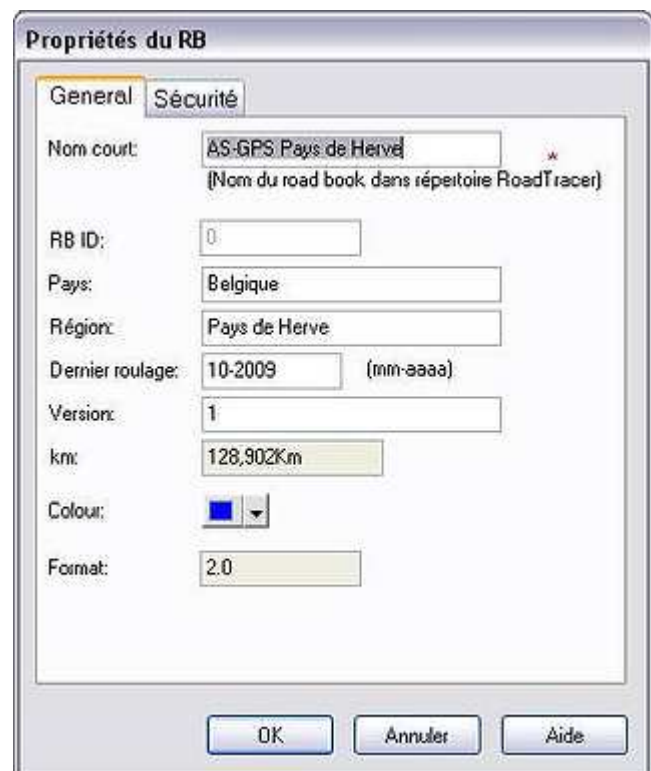 Propriétés du RB
General Sécurité
Nom court: AS-GPS Pays de Herve *
(Nom du road book dans répertoire RoadTracer)
RB ID: 0
Pays: Belgique
Région: Pays de Herve
Dernier roulage: 10-2009 (mm-aaaa)
Version: 1
km: 128,902Km
Colour:
Format: 2.0
OK Annuler Aide